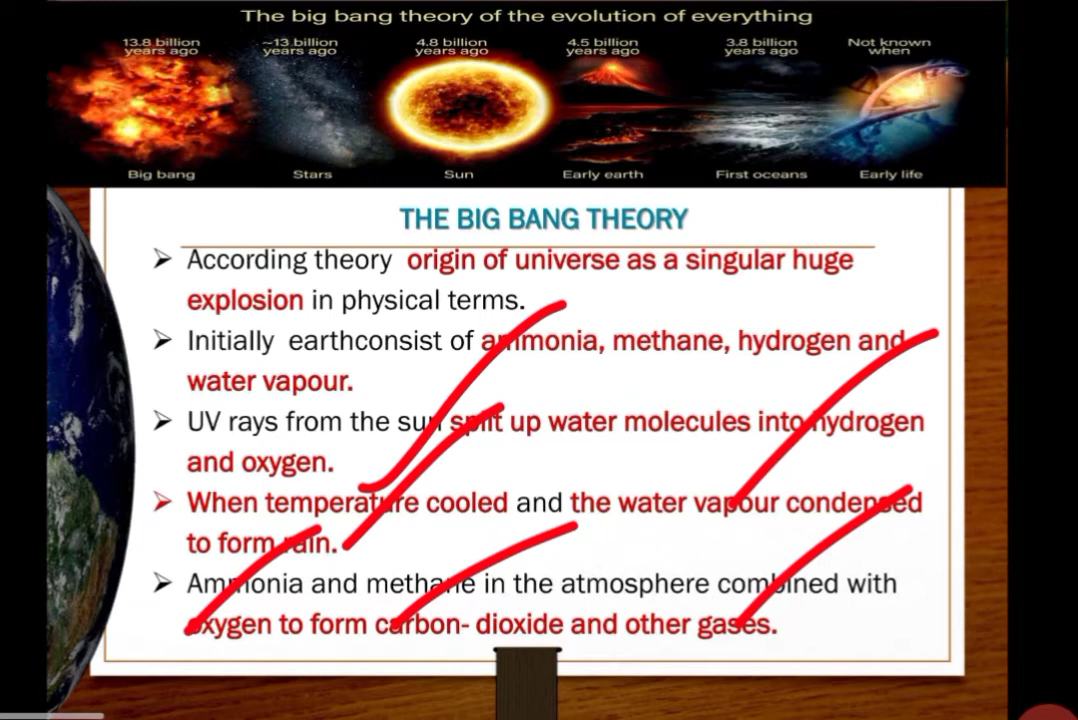 The big bang theory of the evolution of everything
13.8 billion years ago
~13 billion years ago
4.8 billion years ago
4.5 billion years ago
3.8 billion years ago
Not known when
Big bang
Stars
Sun
Early earth
First oceans
Early life
THE BIG BANG THEORY
➢ According theory origin of universe as a singular huge
explosion in physical terms.
➢ Initially earthconsist of ammonia, methane, hydrogen and
water vapour.
➢ UV rays from the sun split up water molecules into hydrogen
and oxygen.
➢ When temperature cooled and the water vapour condensed
to form rain.
➢ Ammonia and methane in the atmosphere combined with
oxygen to form carbon- dioxide and other gases.